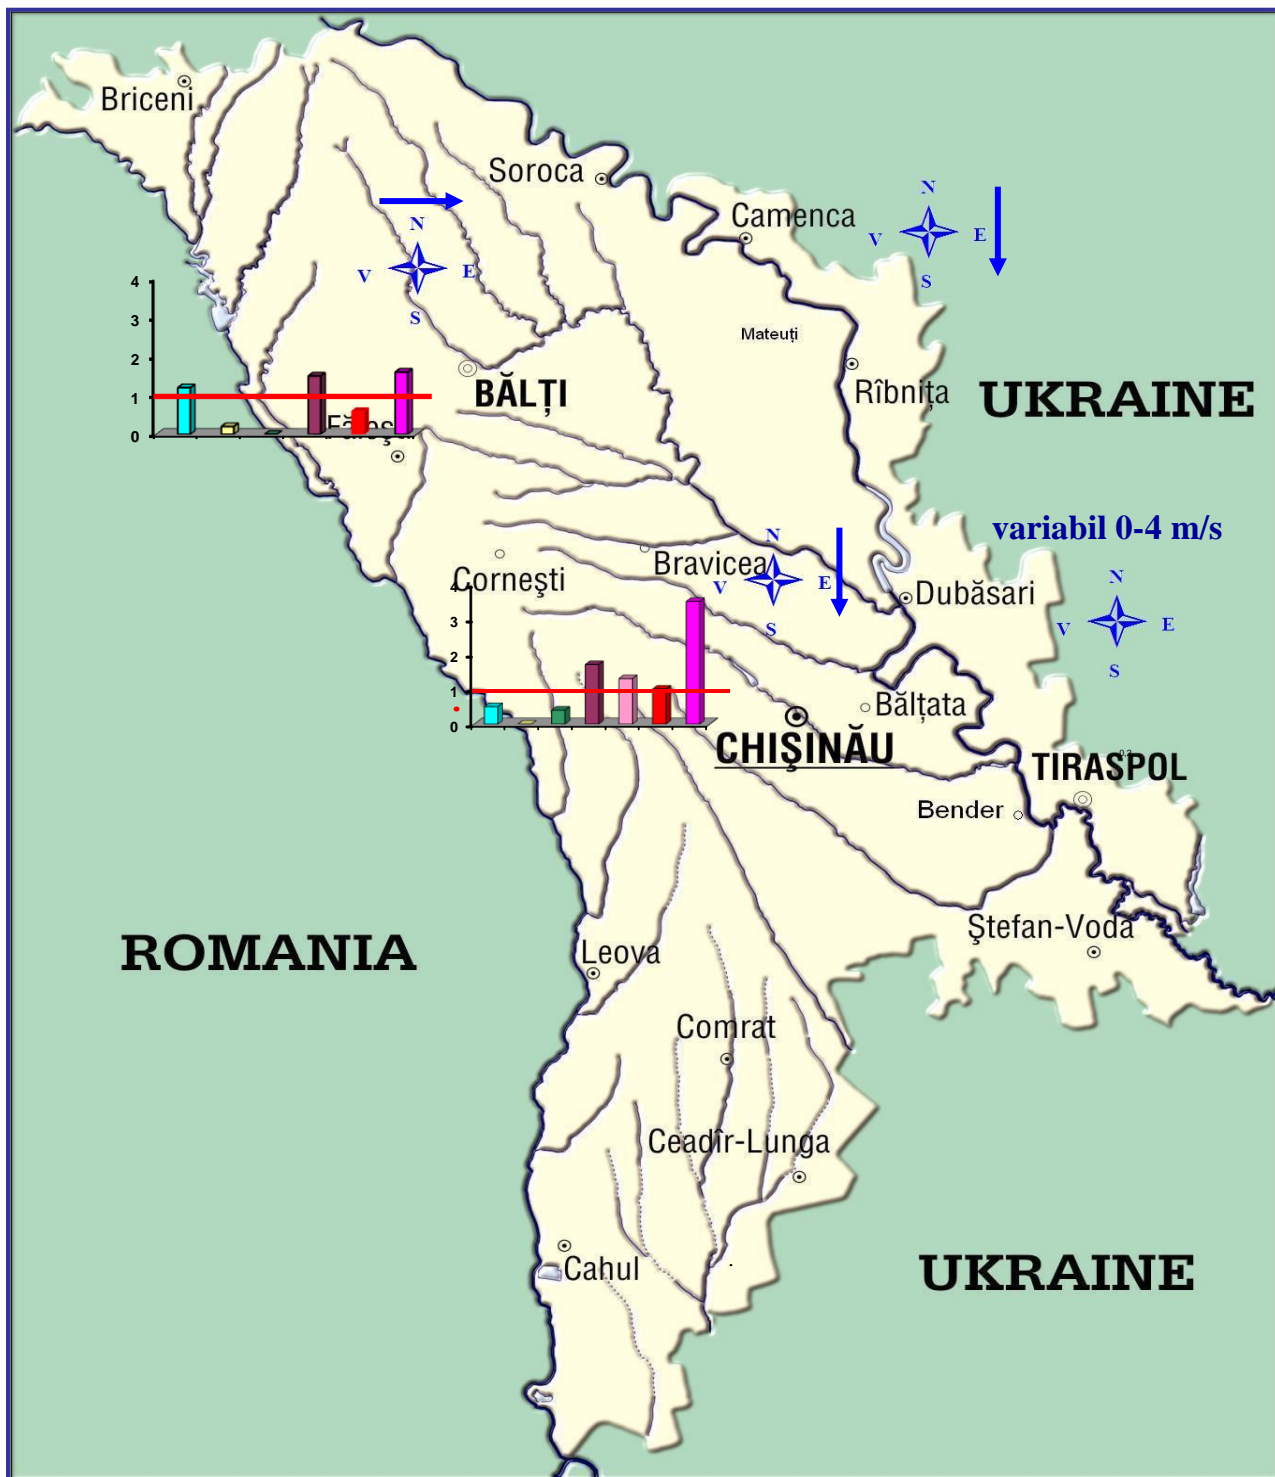 Briceni
Soroca
Camenca
N
V
E
S
N
V
E
S
4
3
2
1
0
Mateuți
BĂLȚI
Rîbnița
UKRAINE
variabil 0-4 m/s
N
V
E
S
Bravicea
Corneşti
Dubăsari
N
V
E
S
4
3
2
1
0
Bălțata
CHIŞINĂU
TIRASPOL
Bender
Ştefan-Voda
ROMANIA
Leova
Comrat
Ceadîr-Lunga
Cahul
UKRAINE